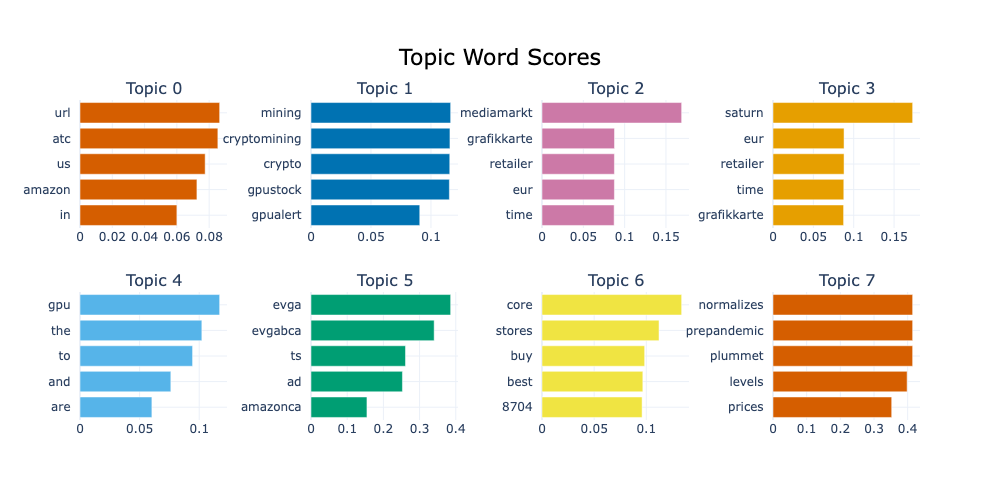 Topic Word Scores
Topic 0
url
atc
us
amazon
in
0 0.02 0.04 0.06 0.08
Topic 1
mining
cryptomining
crypto
gpustock
gpualert
0 0.05 0.1
Topic 2
mediamarkt
grafikkarte
retailer
eur
time
0 0.05 0.1 0.15
Topic 3
saturn
eur
retailer
time
grafikkarte
0 0.05 0.1 0.15
Topic 4
gpu
the
to
and
are
0 0.05 0.1
Topic 5
evga
evgabca
ts
ad
amazonca
0 0.1 0.2 0.3 0.4
Topic 6
core
stores
buy
best
8704
0 0.05 0.1
Topic 7
normalizes
prepandemic
plummet
levels
prices
0 0.1 0.2 0.3 0.4